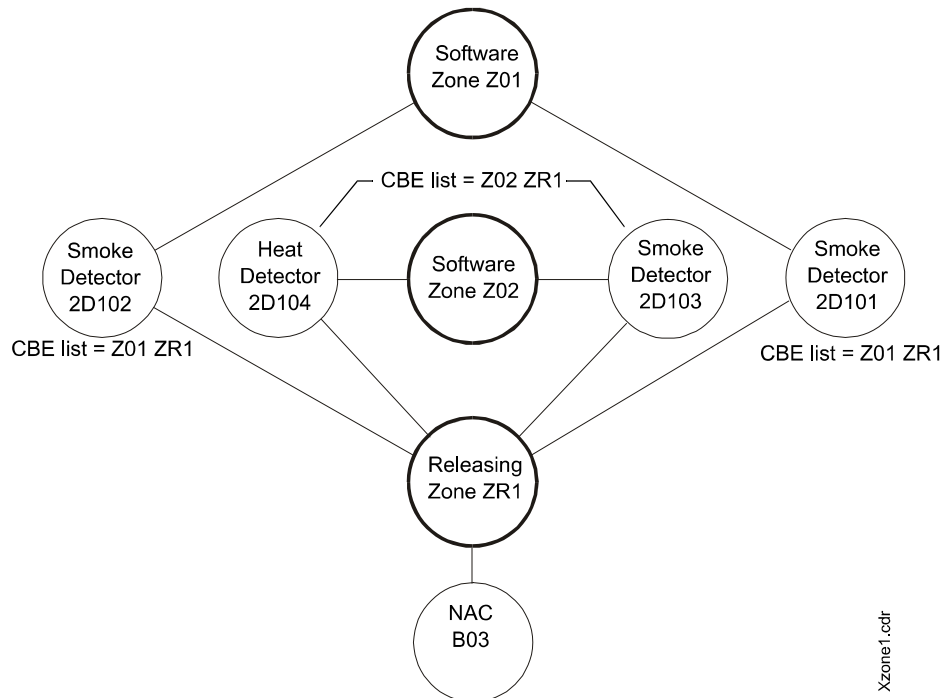 Software
Zone Z01
CBE list = Z02 ZR1
Smoke
Detector
2D102
Heat
Detector
2D104
Software
Zone Z02
Smoke
Detector
2D103
Smoke
Detector
2D101
CBE list = Z01 ZR1
CBE list = Z01 ZR1
Releasing
Zone ZR1
NAC
B03
Xzone1.cdr